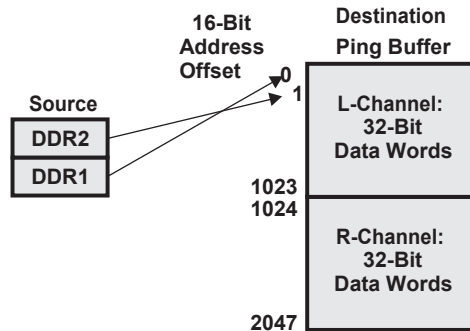 16-Bit
Address
Offset
Destination
Ping Buffer
Source
DDR2
DDR1
0
1
L-Channel:
32-Bit
Data Words
1023
1024
R-Channel:
32-Bit
Data Words
2047